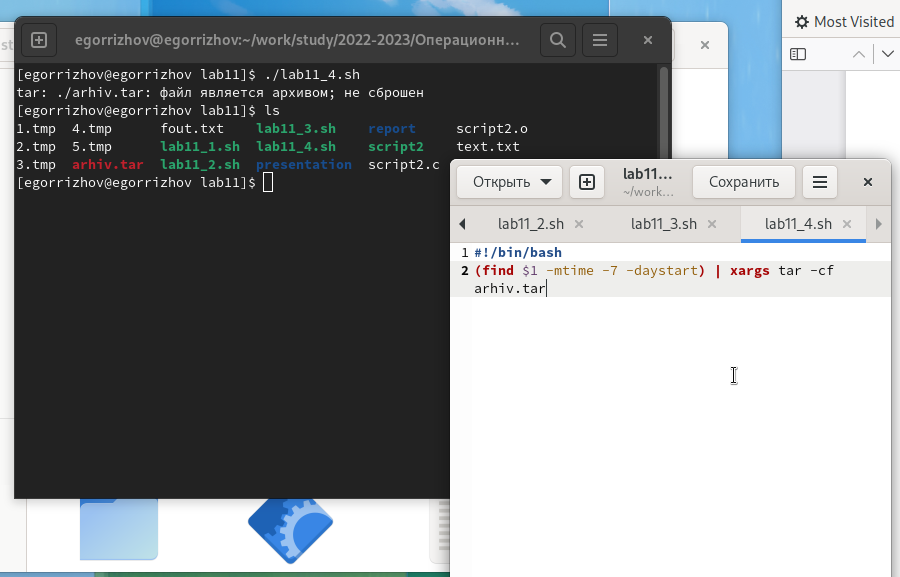 egorrizhov@egorrizhov:~/work/study/2022-2023/Операционн...
[egorrizhov@egorrizhov lab11]$ ./lab11_4.sh
tar: ./arhiv.tar: файл является архивом; не сброшен
[egorrizhov@egorrizhov lab11]$ ls
1.tmp 4.tmp fout.txt lab11_3.sh report script2.o
2.tmp 5.tmp lab11_1.sh lab11_4.sh script2 text.txt
3.tmp arhiv.tar lab11_2.sh presentation script2.c
[egorrizhov@egorrizhov lab11]$
Most Visited
Открыть
lab11...
~/work...
Сохранить
lab11_2.sh lab11_3.sh lab11_4.sh
1 #!/bin/bash
2 (find $1 -mtime -7 -daystart) | xargs tar -cf
arhiv.tar